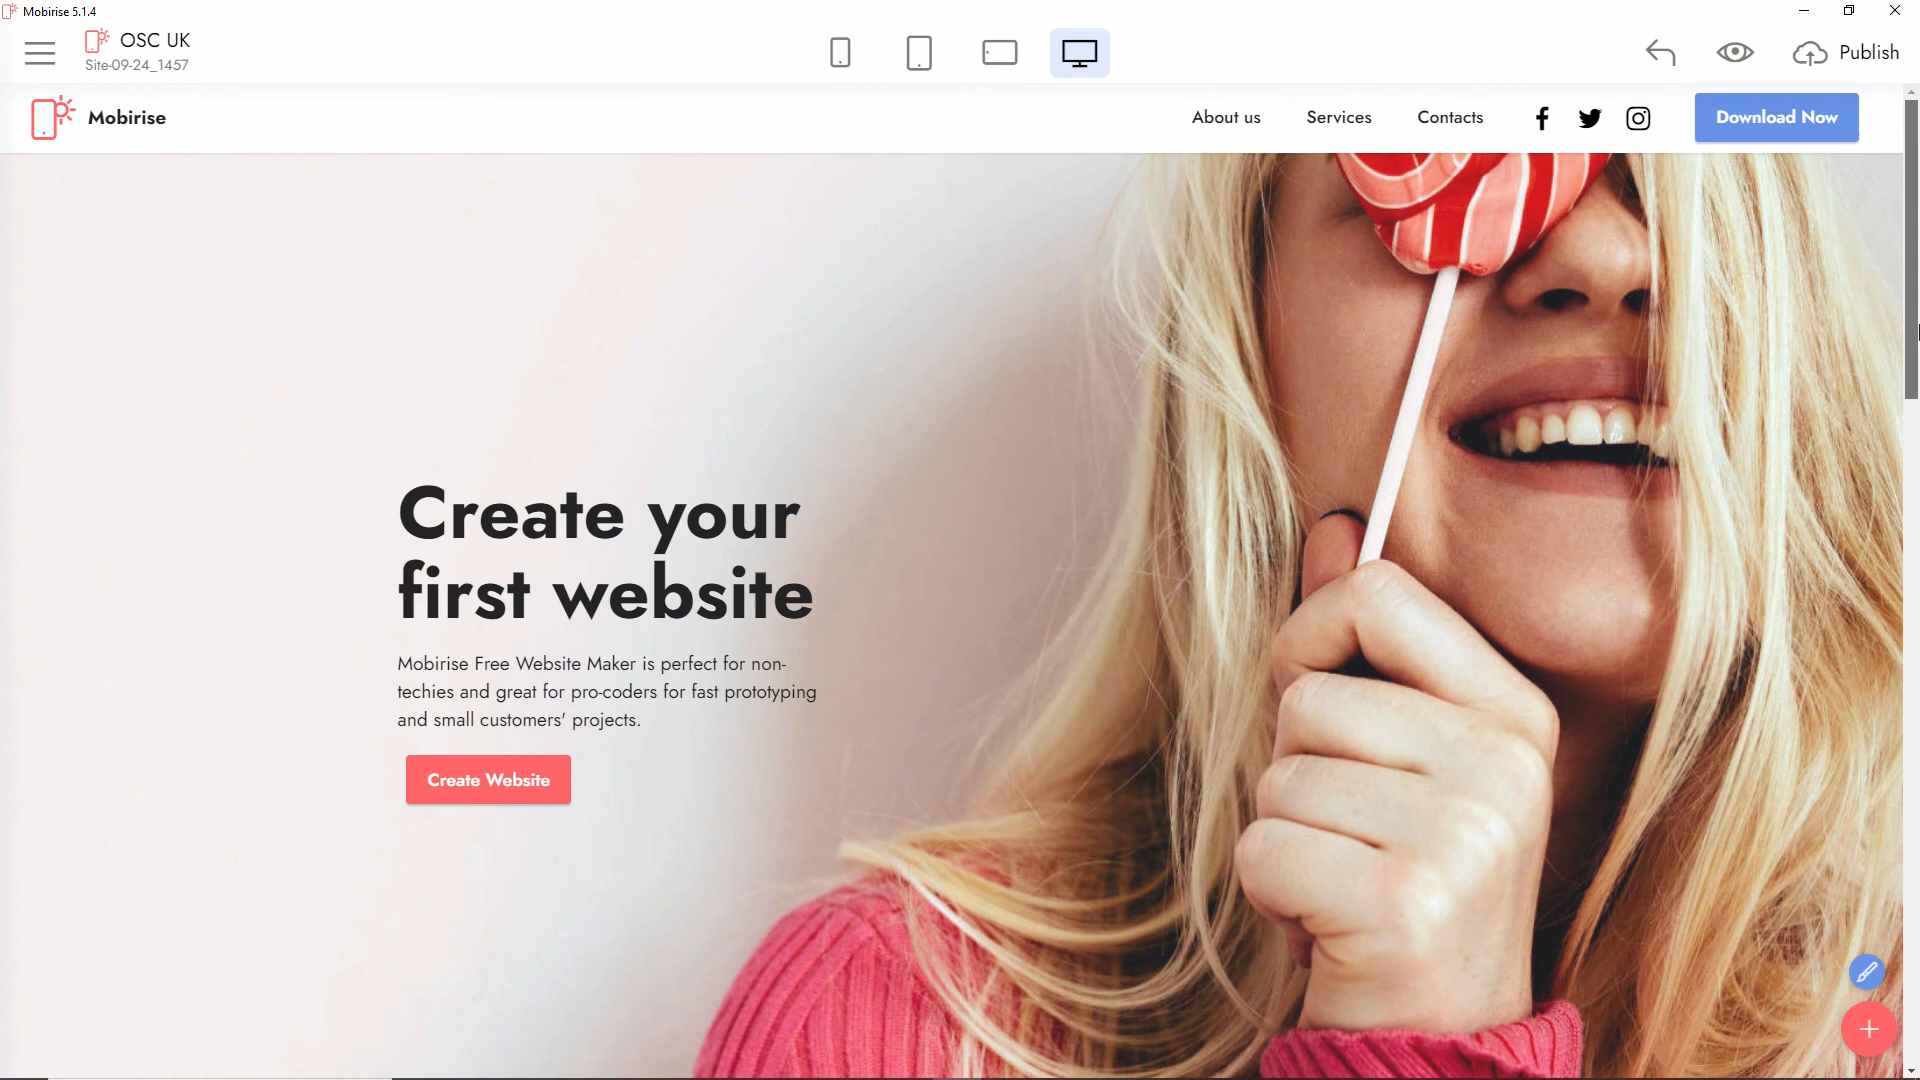 Mobirise 5.1.4
OSC UK
Site-09-24_1457
Publish
Mobirise
About us
Services
Contacts
Download Now
Create your
first website
Mobirise Free Website Maker is perfect for non-
techies and great for pro-coders for fast prototyping
and small customers' projects.
Create Website